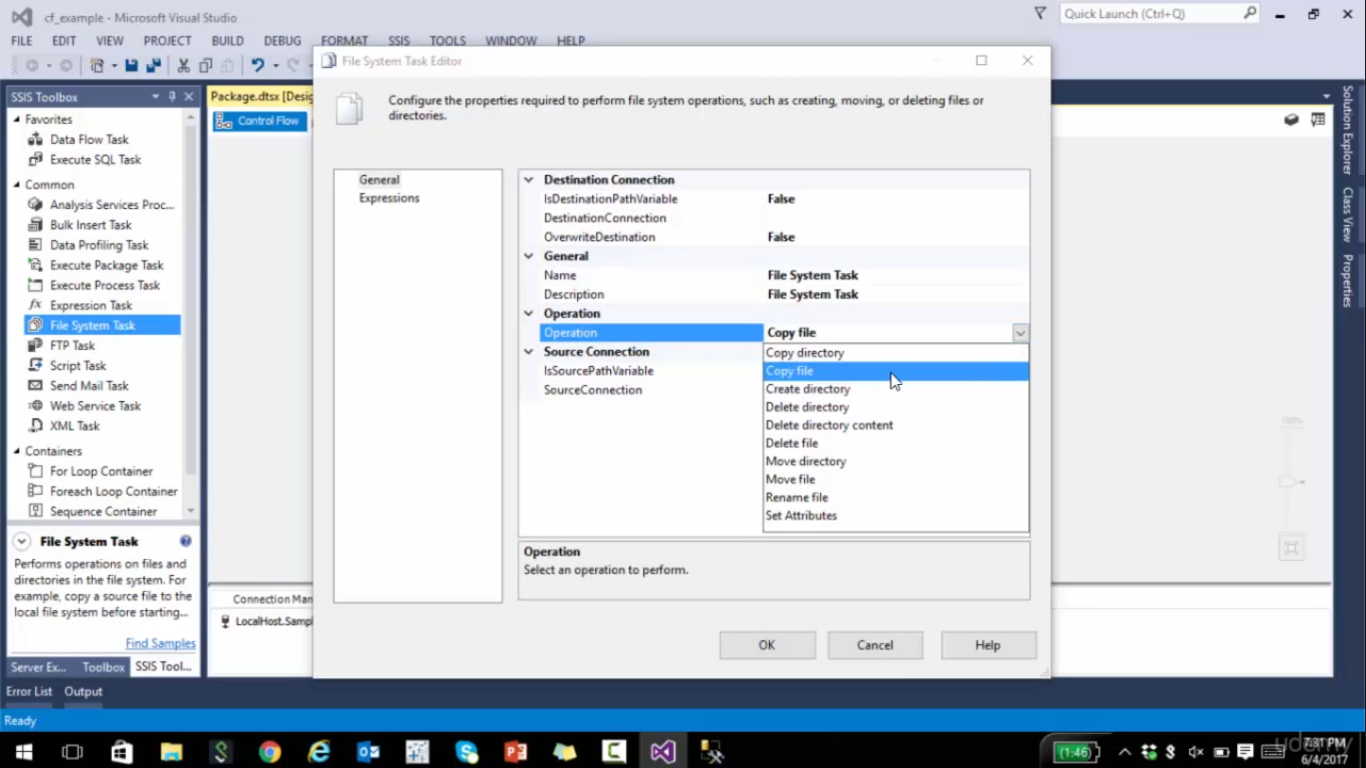 cf_example - Microsoft Visual Studio
Quick Launch (Ctrl+Q)
FILE EDIT VIEW PROJECT BUILD DEBUG FORMAT SSIS TOOLS WINDOW HELP
SSIS Toolbox
Favorites
Data Flow Task
Execute SQL Task
Common
Analysis Services Proc...
Bulk Insert Task
Data Profiling Task
Execute Package Task
Execute Process Task
fx Expression Task
File System Task
FTP Task
Script Task
Send Mail Task
Web Service Task
XML Task
Containers
For Loop Container
Foreach Loop Container
Sequence Container
File System Task
Performs operations on files and
directories in the file system. For
example, copy a source file to the
local file system before starting...
Find Samples
Server Ex... Toolbox SSIS Tool...
Error List Output
Ready
Package.dtsx [Desig
Control Flow
Connection Man
LocalHost.Sampl
File System Task Editor
Configure the properties required to perform file system operations, such as creating, moving, or deleting files or
directories.
General
Expressions
Destination Connection
IsDestinationPathVariable False
DestinationConnection
OverwriteDestination False
General
Name File System Task
Description File System Task
Operation
Operation Copy file
Source Connection
IsSourcePathVariable
SourceConnection
Copy directory
Copy file
Create directory
Delete directory
Delete directory content
Delete file
Move directory
Move file
Rename file
Set Attributes
Operation
Select an operation to perform.
OK Cancel Help
100%
Solution Explorer
Class View
Properties
(1:46)
7:31 PM
6/4/2017
udemy